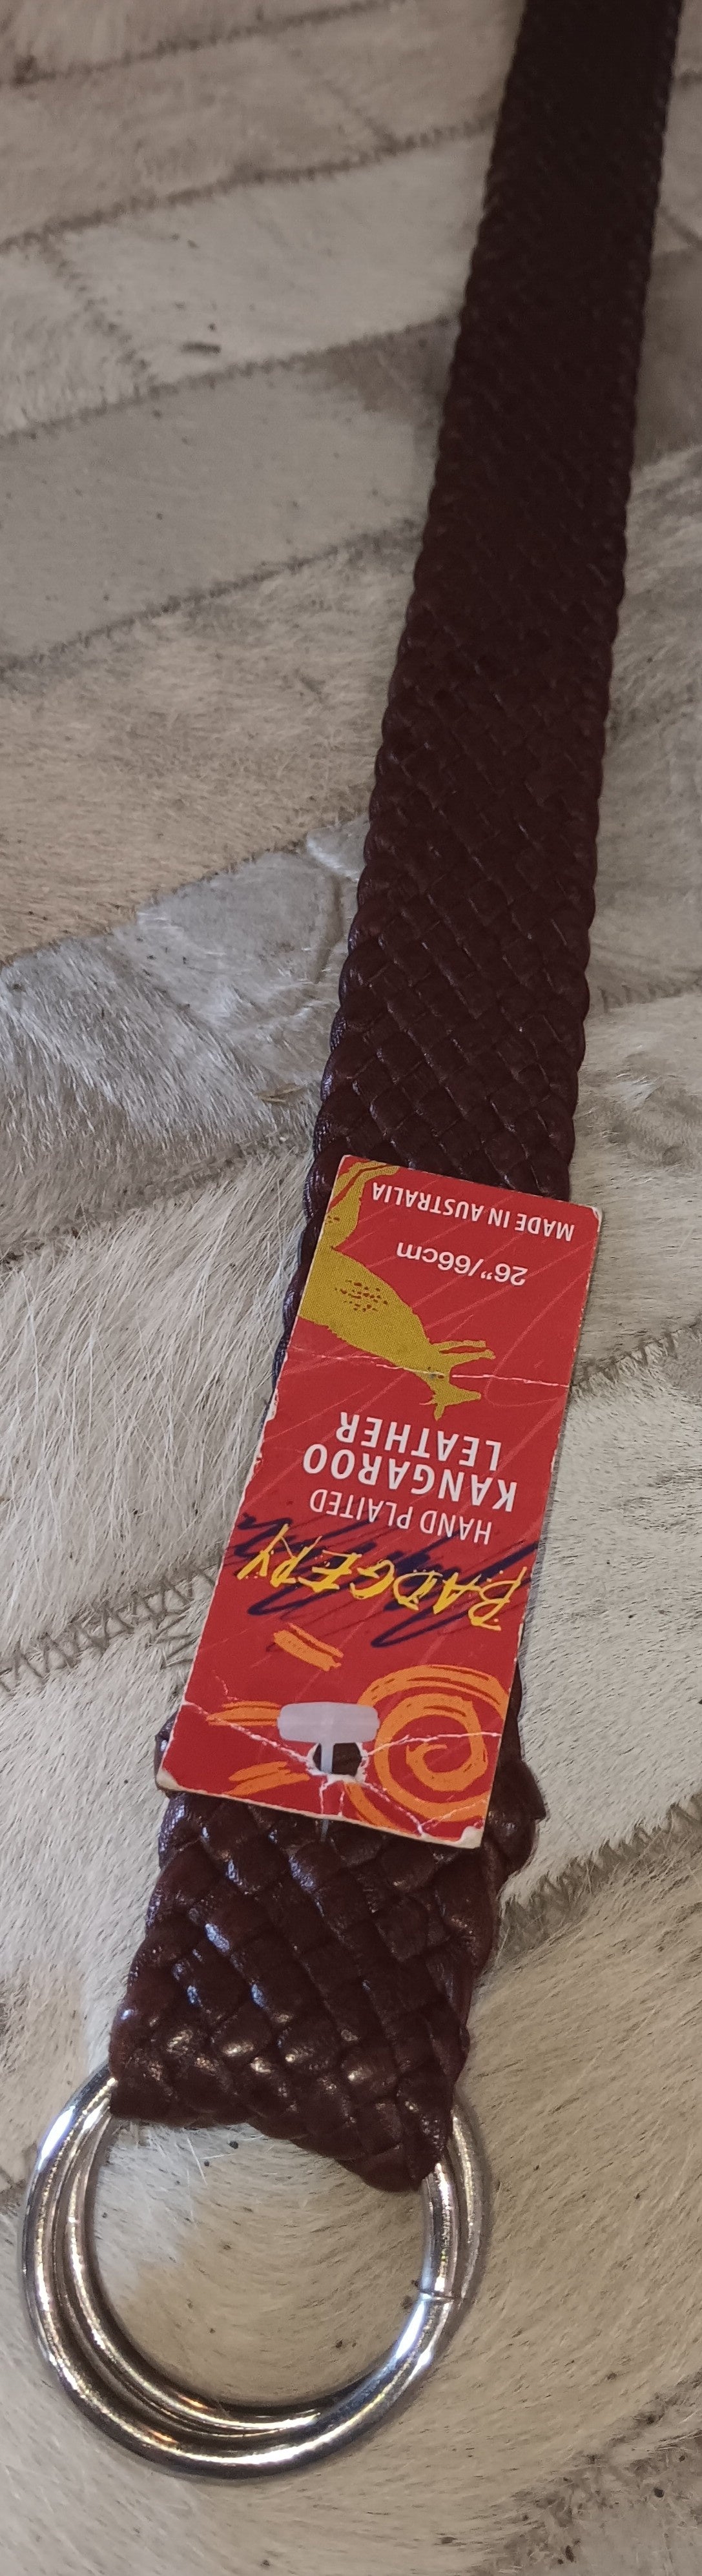 BADGERY
HAND PLAITED
KANGAROO
LEATHER
26"/66cm
MADE IN AUSTRALIA